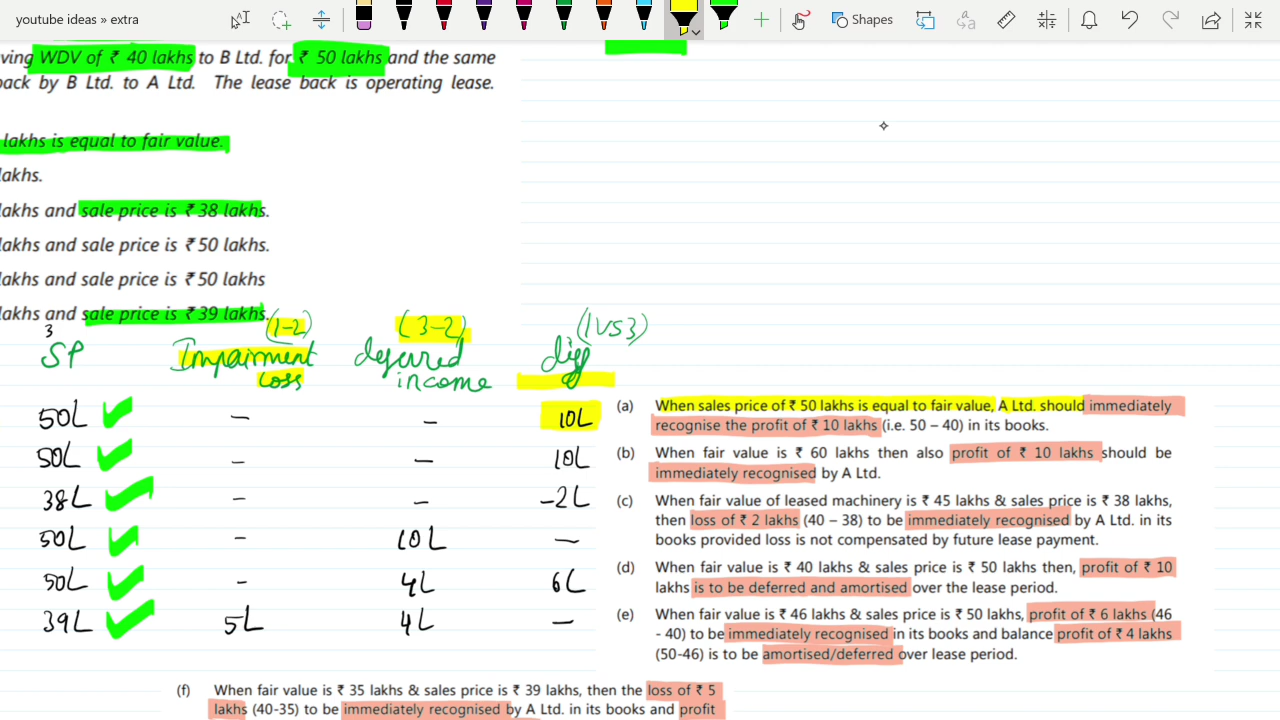 youtube ideas » extra
Shapes
ving WDV of ₹ 40 lakhs to B Ltd. for ₹ 50 lakhs and the same
back by B Ltd. to A Ltd. The lease back is operating lease.
lakhs is equal to fair value.
lakhs.
lakhs and sale price is ₹ 38 lakhs.
lakhs and sale price is ₹ 50 lakhs.
lakhs and sale price is ₹ 50 lakhs
lakhs and sale price is ₹ 39 lakhs.
3 (1-2) (3-2) (1 VS 3)
SP Impairment loss deferred income diff
50L - - 10L
50L - - 10L
38L - - -2L
50L - 10L -
50L - 4L 6L
39L 5L 4L -
(a) When sales price of ₹ 50 lakhs is equal to fair value, A Ltd. should immediately
recognise the profit of ₹ 10 lakhs (i.e. 50 – 40) in its books.
(b) When fair value is ₹ 60 lakhs then also profit of ₹ 10 lakhs should be
immediately recognised by A Ltd.
(c) When fair value of leased machinery is ₹ 45 lakhs & sales price is ₹ 38 lakhs,
then loss of ₹ 2 lakhs (40 – 38) to be immediately recognised by A Ltd. in its
books provided loss is not compensated by future lease payment.
(d) When fair value is ₹ 40 lakhs & sales price is ₹ 50 lakhs then, profit of ₹ 10
lakhs is to be deferred and amortised over the lease period.
(e) When fair value is ₹ 46 lakhs & sales price is ₹ 50 lakhs, profit of ₹ 6 lakhs (46
- 40) to be immediately recognised in its books and balance profit of ₹ 4 lakhs
(50-46) is to be amortised/deferred over lease period.
(f) When fair value is ₹ 35 lakhs & sales price is ₹ 39 lakhs, then the loss of ₹ 5
lakhs (40-35) to be immediately recognised by A Ltd. in its books and profit